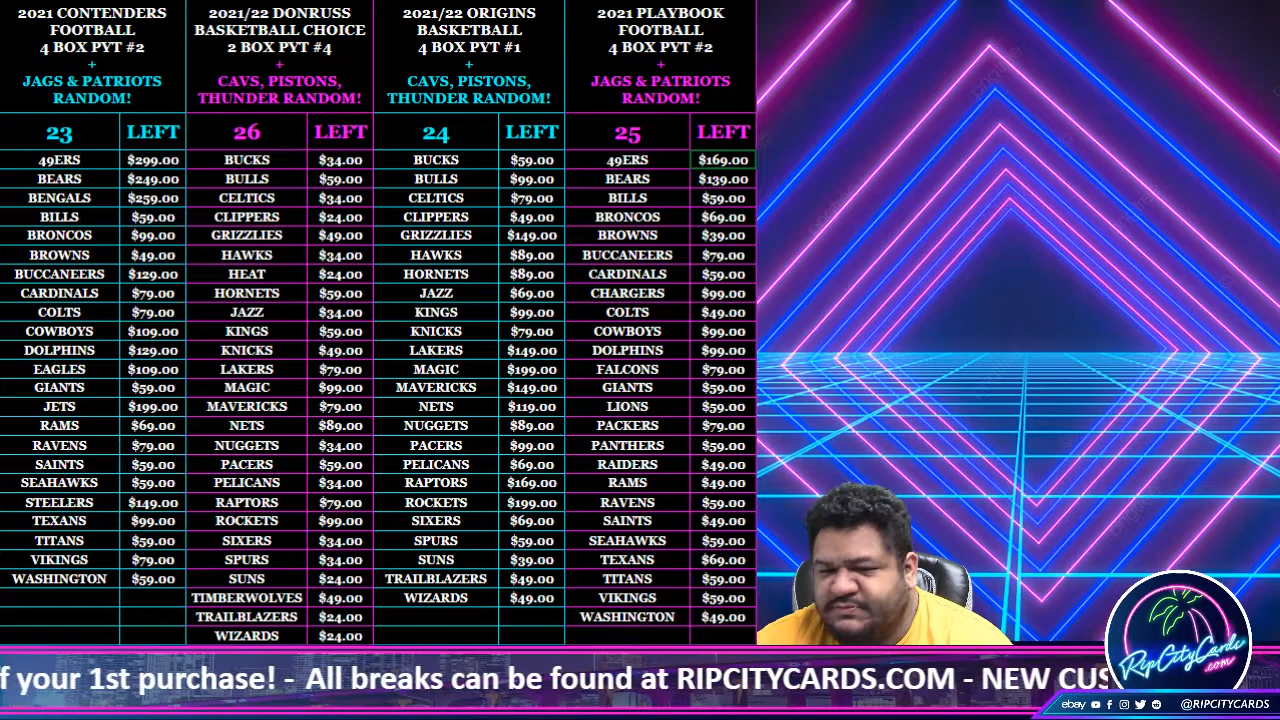 2021 CONTENDERS
FOOTBALL
4 BOX PYT #2
+
JAGS & PATRIOTS
RANDOM!
23 LEFT
49ERS $299.00
BEARS $249.00
BENGALS $259.00
BILLS $59.00
BRONCOS $99.00
BROWNS $49.00
BUCCANEERS $129.00
CARDINALS $79.00
COLTS $79.00
COWBOYS $109.00
DOLPHINS $129.00
EAGLES $109.00
GIANTS $59.00
JETS $199.00
RAMS $69.00
RAVENS $79.00
SAINTS $59.00
SEAHAWKS $59.00
STEELERS $149.00
TEXANS $99.00
TITANS $59.00
VIKINGS $79.00
WASHINGTON $59.00
2021/22 DONRUSS
BASKETBALL CHOICE
2 BOX PYT #4
+
CAVS, PISTONS,
THUNDER RANDOM!
26 LEFT
BUCKS $34.00
BULLS $59.00
CELTICS $34.00
CLIPPERS $24.00
GRIZZLIES $49.00
HAWKS $34.00
HEAT $24.00
HORNETS $59.00
JAZZ $34.00
KINGS $59.00
KNICKS $49.00
LAKERS $79.00
MAGIC $99.00
MAVERICKS $79.00
NETS $89.00
NUGGETS $34.00
PACERS $59.00
PELICANS $34.00
RAPTORS $79.00
ROCKETS $99.00
SIXERS $34.00
SPURS $34.00
SUNS $24.00
TIMBERWOLVES $49.00
TRAILBLAZERS $24.00
WIZARDS $24.00
2021/22 ORIGINS
BASKETBALL
4 BOX PYT #1
+
CAVS, PISTONS,
THUNDER RANDOM!
24 LEFT
BUCKS $59.00
BULLS $99.00
CELTICS $79.00
CLIPPERS $49.00
GRIZZLIES $149.00
HAWKS $89.00
HORNETS $89.00
JAZZ $69.00
KINGS $99.00
KNICKS $79.00
LAKERS $149.00
MAGIC $199.00
MAVERICKS $149.00
NETS $119.00
NUGGETS $89.00
PACERS $99.00
PELICANS $69.00
RAPTORS $169.00
ROCKETS $199.00
SIXERS $69.00
SPURS $59.00
SUNS $39.00
TRAILBLAZERS $49.00
WIZARDS $49.00
2021 PLAYBOOK
FOOTBALL
4 BOX PYT #2
+
JAGS & PATRIOTS
RANDOM!
25 LEFT
49ERS $169.00
BEARS $139.00
BILLS $59.00
BRONCOS $69.00
BROWNS $39.00
BUCCANEERS $79.00
CARDINALS $59.00
CHARGERS $99.00
COLTS $49.00
COWBOYS $99.00
DOLPHINS $99.00
FALCONS $79.00
GIANTS $59.00
LIONS $59.00
PACKERS $79.00
PANTHERS $59.00
RAIDERS $49.00
RAMS $49.00
RAVENS $59.00
SAINTS $49.00
SEAHAWKS $59.00
TEXANS $69.00
TITANS $59.00
VIKINGS $59.00
WASHINGTON $49.00
f your 1st purchase! - All breaks can be found at RIPCITYCARDS.COM - NEW CUS
RipCityCards
.com
ebay @RIPCITYCARDS